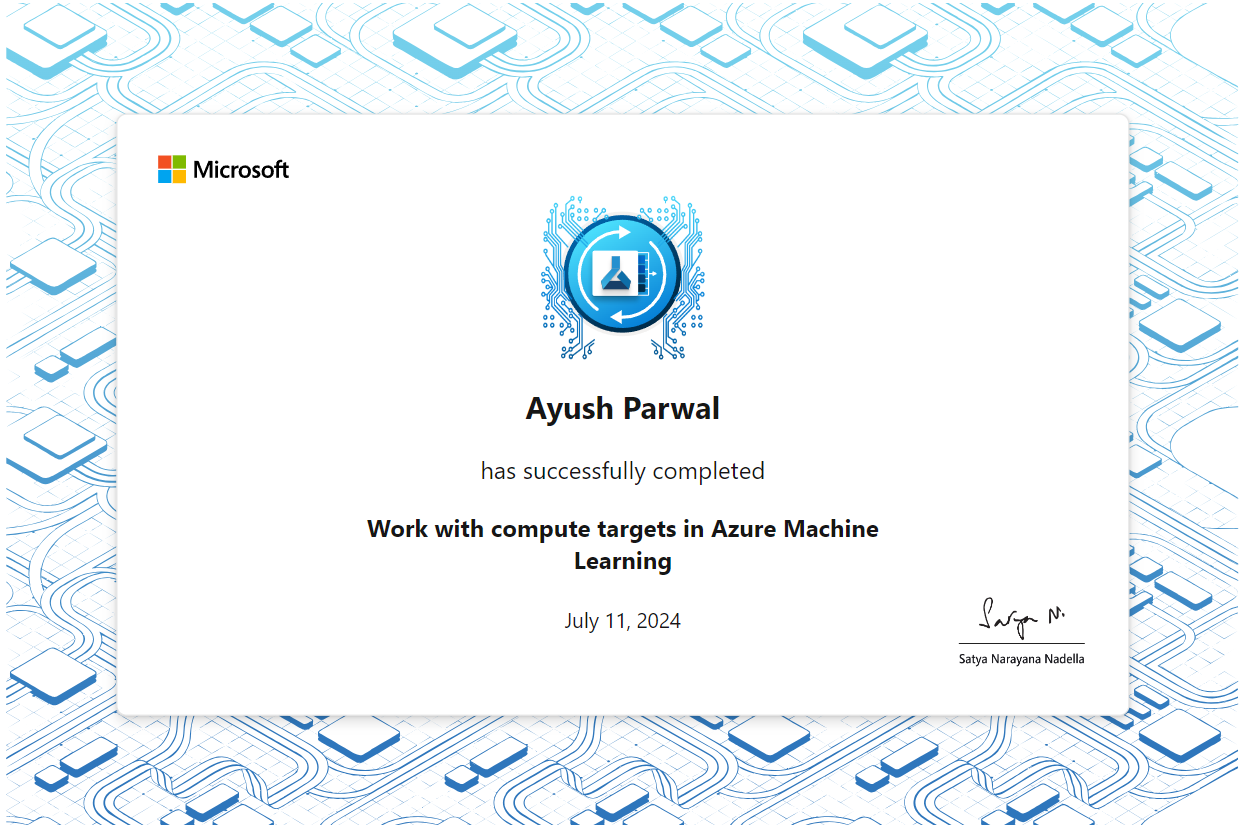 Microsoft
Ayush Parwal
has successfully completed
Work with compute targets in Azure Machine
Learning
July 11, 2024
Satya N.
Satya Narayana Nadella